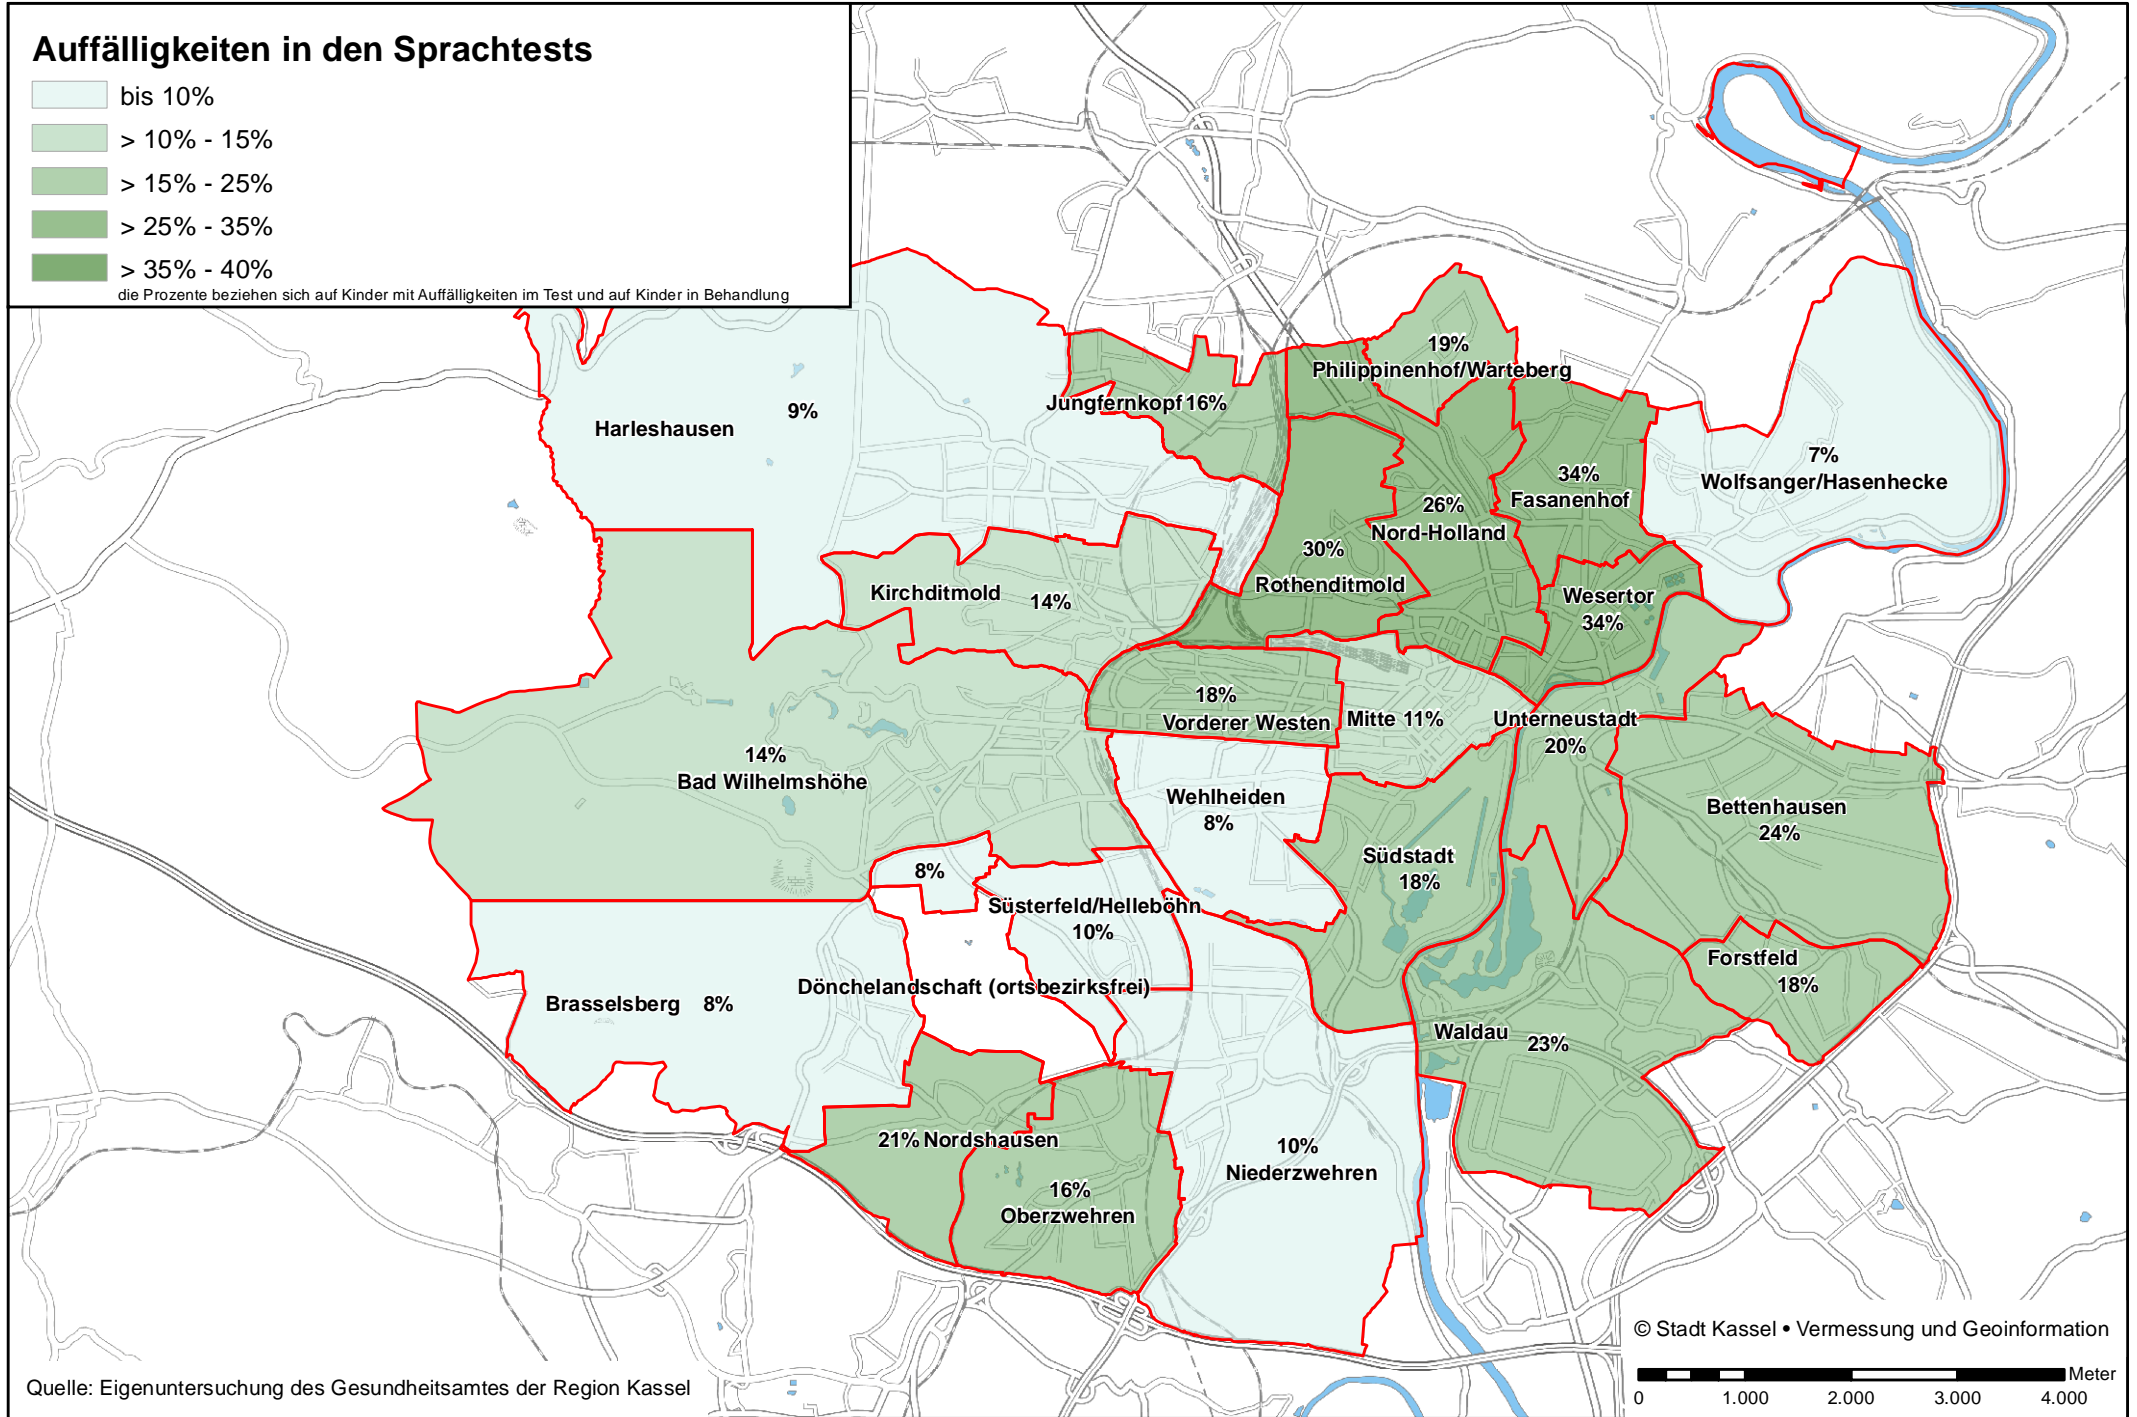 Auffälligkeiten in den Sprachtests
bis 10%
> 10% - 15%
> 15% - 25%
> 25% - 35%
> 35% - 40%
die Prozente beziehen sich auf Kinder mit Auffälligkeiten im Test und auf Kinder in Behandlung
19%
Philippinenhof/Warteberg
Jungfernkopf 16%
9%
Harleshausen
7%
Wolfsanger/Hasenhecke
34%
Fasanenhof
26%
Nord-Holland
30%
Rothenditmold
Kirchditmold 14%
Wesertor
34%
18%
Vorderer Westen
Mitte 11%
Unterneustadt
20%
14%
Bad Wilhelmshöhe
Wehlheiden
8%
Bettenhausen
24%
Südstadt
18%
8%
Süsterfeld/Helleböhn
10%
Forstfeld
18%
Dönchelandschaft (ortsbezirksfrei)
Brasselsberg 8%
Waldau 23%
21% Nordshausen
10%
Niederzwehren
16%
Oberzwehren
© Stadt Kassel • Vermessung und Geoinformation
Meter
0 1.000 2.000 3.000 4.000
Quelle: Eigenuntersuchung des Gesundheitsamtes der Region Kassel